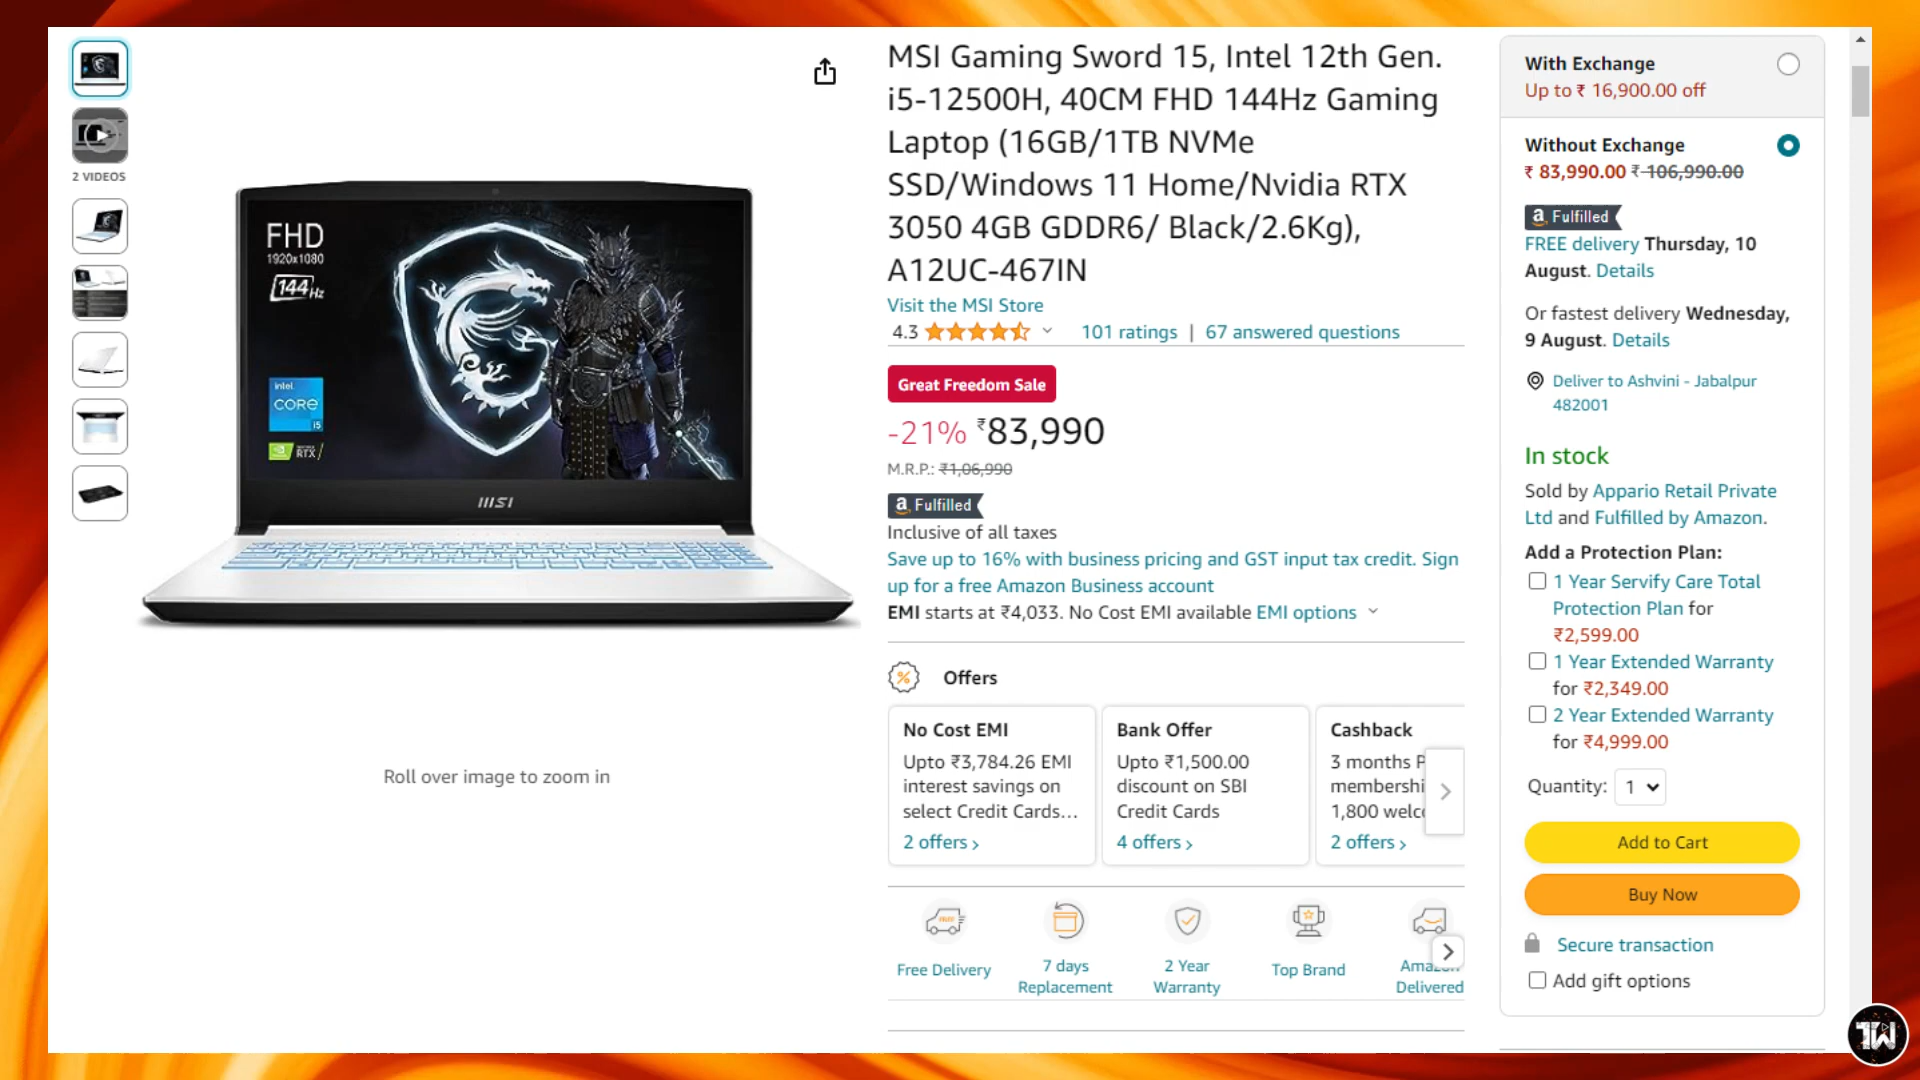 2 VIDEOS
FHD
1920x1080
144Hz
intel
CORE
i5
RTX
msi
Roll over image to zoom in
MSI Gaming Sword 15, Intel 12th Gen.
i5-12500H, 40CM FHD 144Hz Gaming
Laptop (16GB/1TB NVMe
SSD/Windows 11 Home/Nvidia RTX
3050 4GB GDDR6/ Black/2.6Kg),
A12UC-467IN
Visit the MSI Store
4.3 101 ratings | 67 answered questions
Great Freedom Sale
-21% ₹83,990
M.R.P.: ₹1,06,990
a Fulfilled
Inclusive of all taxes
Save up to 16% with business pricing and GST input tax credit. Sign
up for a free Amazon Business account
EMI starts at ₹4,033. No Cost EMI available EMI options
Offers
No Cost EMI
Upto ₹3,784.26 EMI
interest savings on
select Credit Cards...
2 offers ›
Bank Offer
Upto ₹1,500.00
discount on SBI
Credit Cards
4 offers ›
Cashback
3 months P
membershi
1,800 welc
2 offers ›
FREE
Free Delivery
7 days
Replacement
2 Year
Warranty
Top Brand
Amazon
Delivered
With Exchange
Up to ₹ 16,900.00 off
Without Exchange
₹ 83,990.00 ₹ 106,990.00
a Fulfilled
FREE delivery Thursday, 10
August. Details
Or fastest delivery Wednesday,
9 August. Details
Deliver to Ashvini - Jabalpur
482001
In stock
Sold by Appario Retail Private
Ltd and Fulfilled by Amazon.
Add a Protection Plan:
1 Year Servify Care Total
Protection Plan for
₹2,599.00
1 Year Extended Warranty
for ₹2,349.00
2 Year Extended Warranty
for ₹4,999.00
Quantity: 1
Add to Cart
Buy Now
Secure transaction
Add gift options
TW